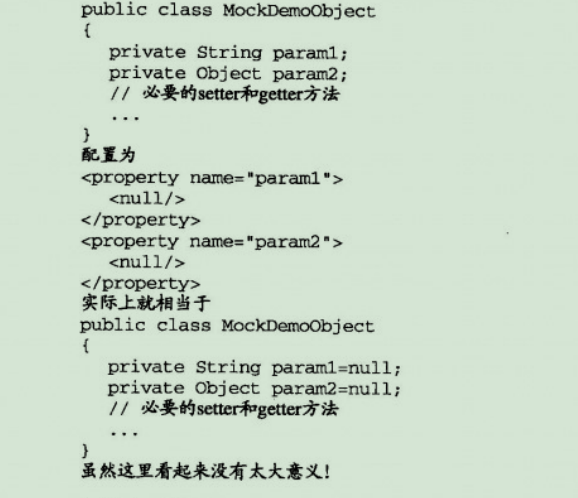 public class MockDemoObject
{
private String param1;
private Object param2;
// 必要的setter和getter方法
...
}
配置为
<property name="param1">
<null/>
</property>
<property name="param2">
<null/>
</property>
实际上就相当于
public class MockDemoObject
{
private String param1=null;
private Object param2=null;
// 必要的setter和getter方法
...
}
虽然这里看起来没有太大意义！